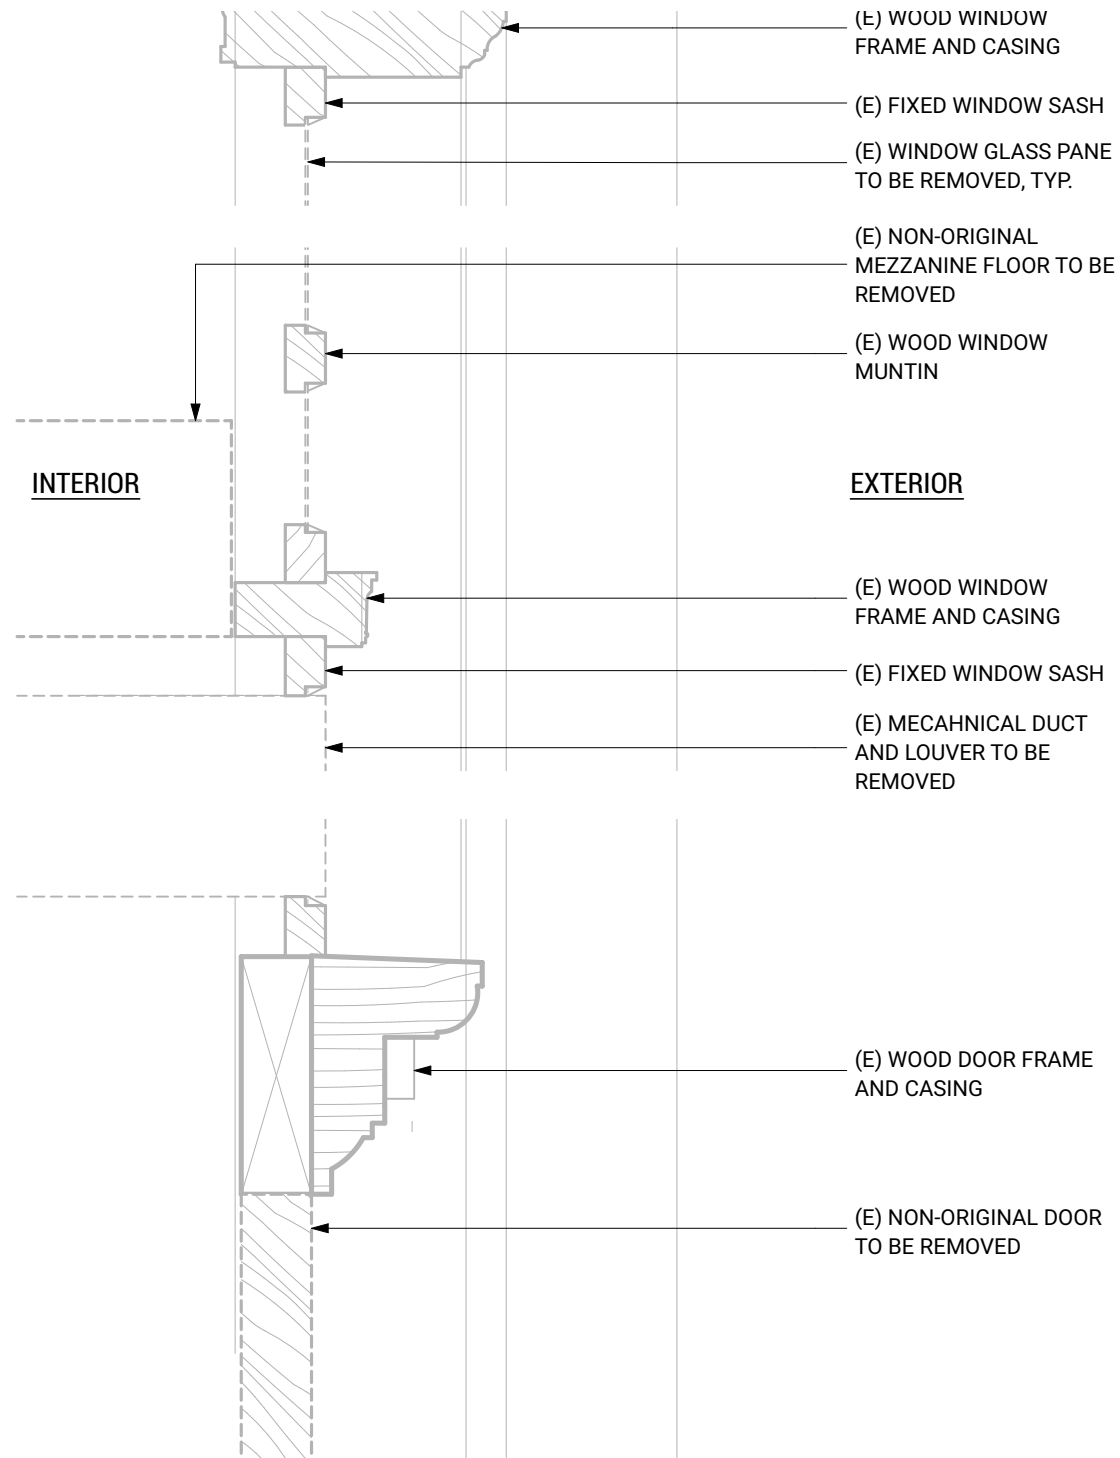 (E) WOOD WINDOW
FRAME AND CASING
(E) FIXED WINDOW SASH
(E) WINDOW GLASS PANE
TO BE REMOVED, TYP.
(E) NON-ORIGINAL
MEZZANINE FLOOR TO BE
REMOVED
(E) WOOD WINDOW
MUNTIN
INTERIOR
EXTERIOR
(E) WOOD WINDOW
FRAME AND CASING
(E) FIXED WINDOW SASH
(E) MECAHNICAL DUCT
AND LOUVER TO BE
REMOVED
(E) WOOD DOOR FRAME
AND CASING
(E) NON-ORIGINAL DOOR
TO BE REMOVED